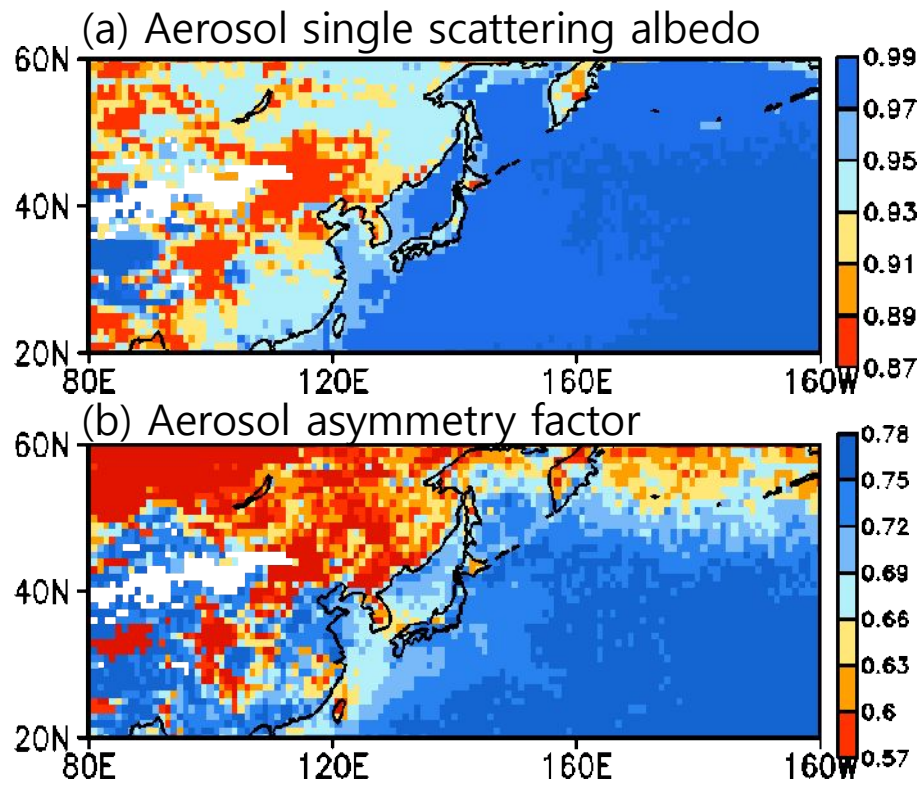 (a) Aerosol single scattering albedo
60N
40N
20N
80E
120E
160E
160W
0.99
0.97
0.95
0.93
0.91
0.89
0.87
(b) Aerosol asymmetry factor
60N
40N
20N
80E
120E
160E
160W
0.78
0.75
0.72
0.69
0.66
0.63
0.6
0.57